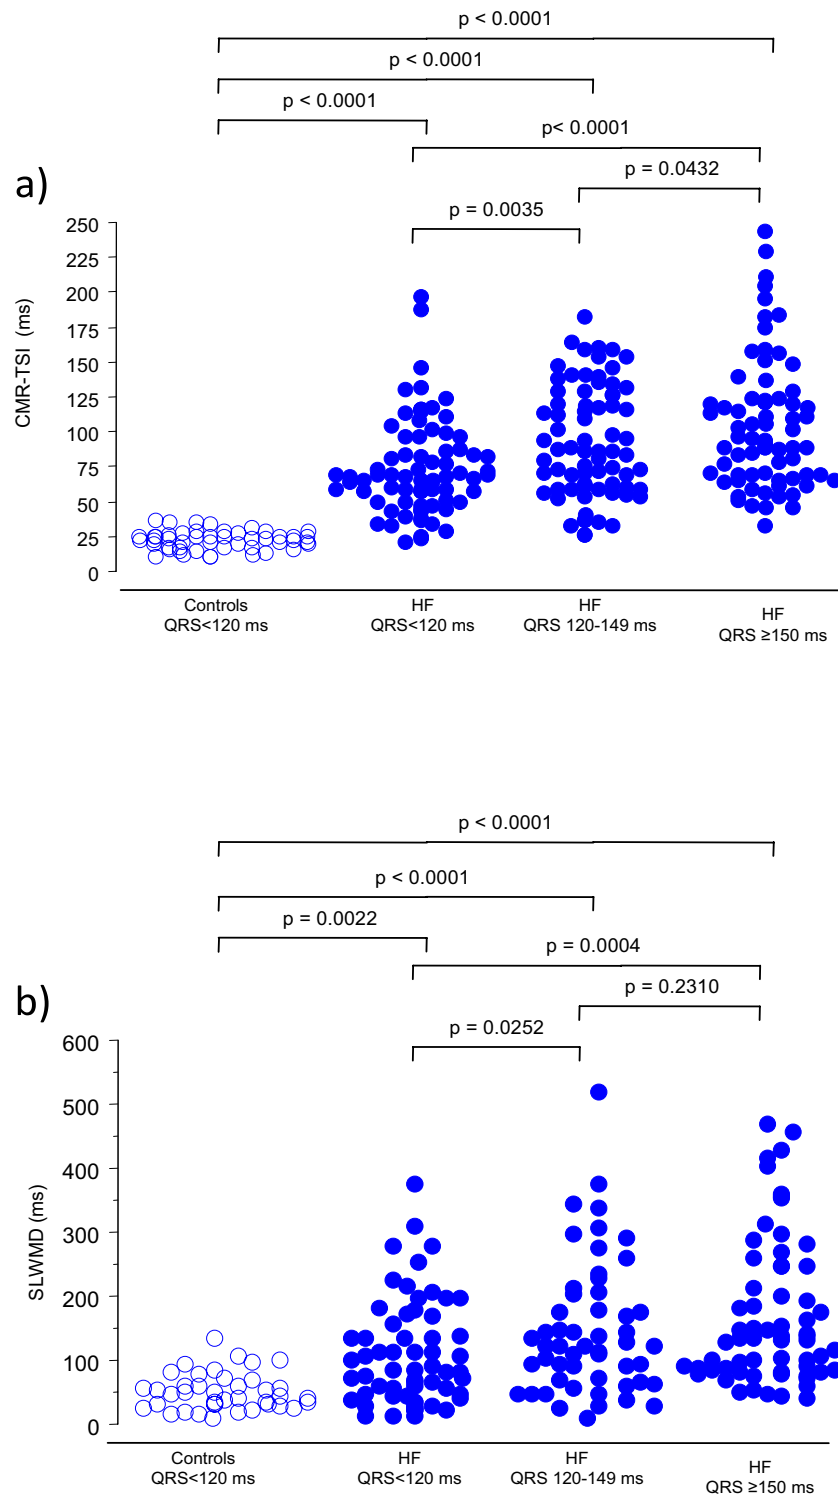 p < 0.0001
p < 0.0001
p < 0.0001
p< 0.0001
p = 0.0432
a)
p = 0.0035
CMR-TSI (ms)
250
225
200
175
150
125
100
75
50
25
0
Controls
QRS<120 ms
HF
QRS<120 ms
HF
QRS 120-149 ms
HF
QRS ≥150 ms
p < 0.0001
p < 0.0001
p = 0.0022
p = 0.0004
p = 0.2310
b)
p = 0.0252
SLWMD (ms)
600
500
400
300
200
100
0
Controls
QRS<120 ms
HF
QRS<120 ms
HF
QRS 120-149 ms
HF
QRS ≥150 ms